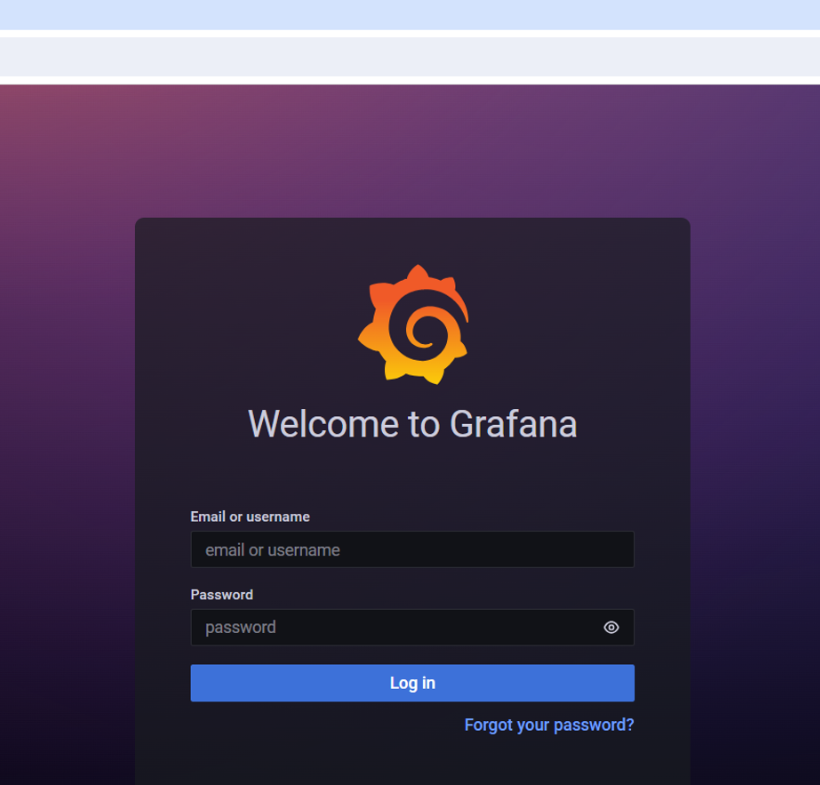 Welcome to Grafana
Email or username
email or username
Password
password
Log in
Forgot your password?